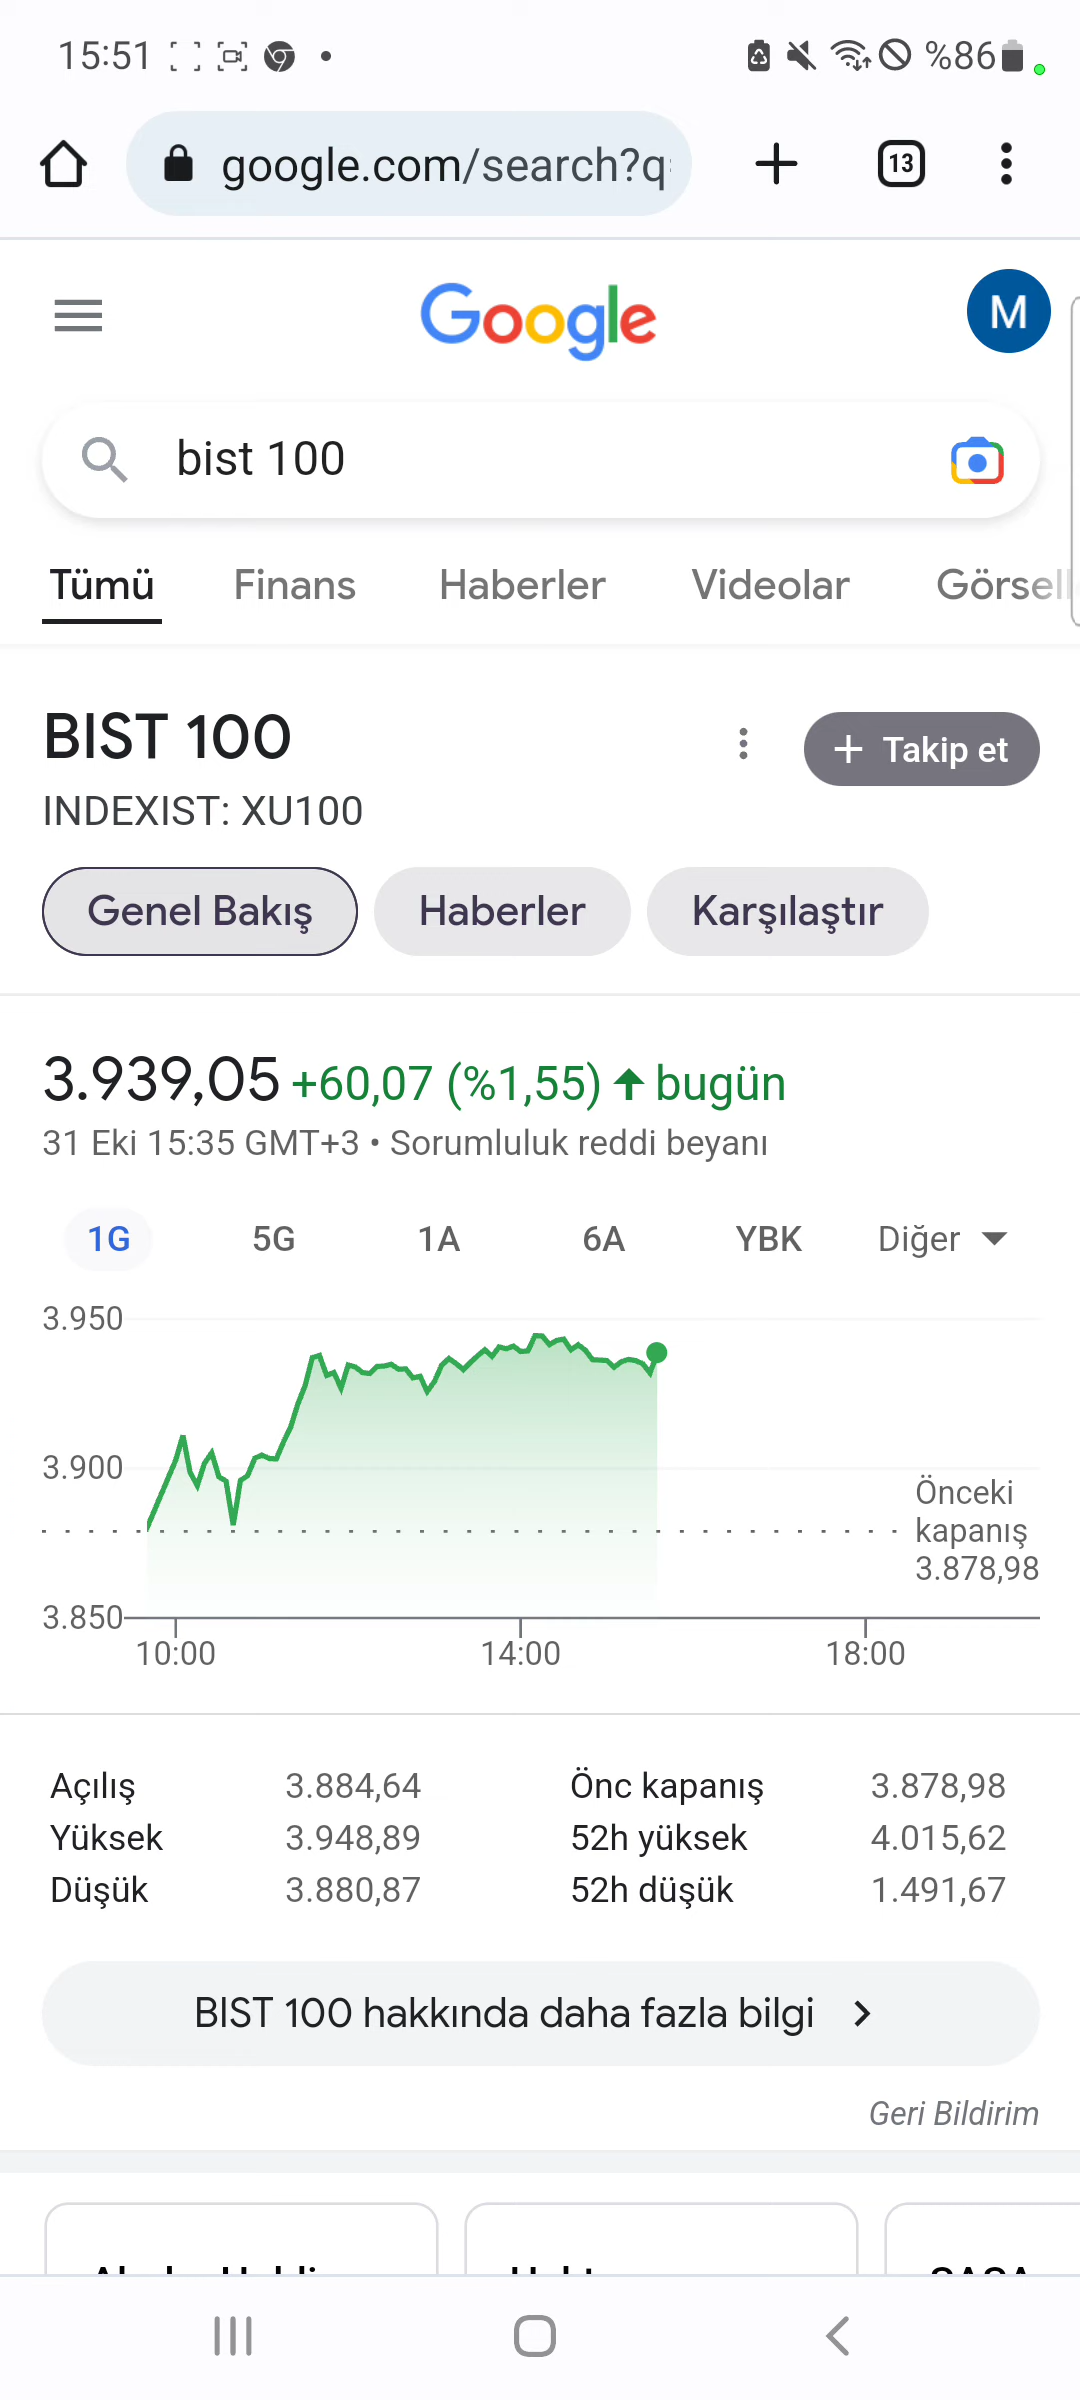 15:51
%86
google.com/search?q
13
Google
M
bist 100
Tümü Finans Haberler Videolar Görsell
BIST 100
+ Takip et
INDEXIST: XU100
Genel Bakış Haberler Karşılaştır
3.939,05 +60,07 (%1,55) ↑ bugün
31 Eki 15:35 GMT+3 • Sorumluluk reddi beyanı
1G 5G 1A 6A YBK Diğer
3.950
3.900
Önceki
kapanış
3.878,98
3.850
10:00 14:00 18:00
Açılış 3.884,64 Önc kapanış 3.878,98
Yüksek 3.948,89 52h yüksek 4.015,62
Düşük 3.880,87 52h düşük 1.491,67
BIST 100 hakkında daha fazla bilgi
Geri Bildirim